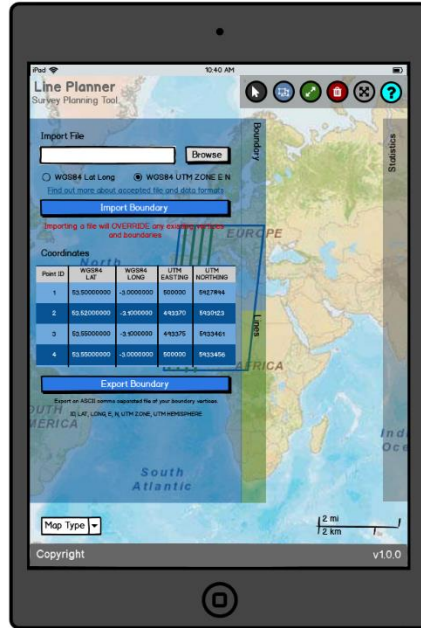 iPad
10:40 AM
Line Planner
Survey Planning Tool
?
Import
File
Browse
WGS84 Lat Long
WGS84 UTM ZONE E N
Find out more about accepted file and data formats
Import Boundary
Importing a file will OVERRIDE any existing vertices
and boundaries
Coordinates
Point ID WGS84 LAT WGS84 LONG UTM EASTING UTM NORTHING
1 53.50000000 -3.0000000 500000 5927844
2 53.52000000 -3.1000000 493370 5930123
3 53.55000000 -3.1000000 493375 5933461
4 53.55000000 -3.0000000 500000 5933456
Export Boundary
Export an ASCII comma separated file of your boundary vertices
ID, LAT, LONG, E, N, UTM ZONE, UTM HEMISPHERE
Boundary
Lines
Statistics
EUROPE
North
AFRICA
SOUTH
AMERICA
South
Atlantic
Map Type
2 mi
2 km
Copyright
v1.0.0